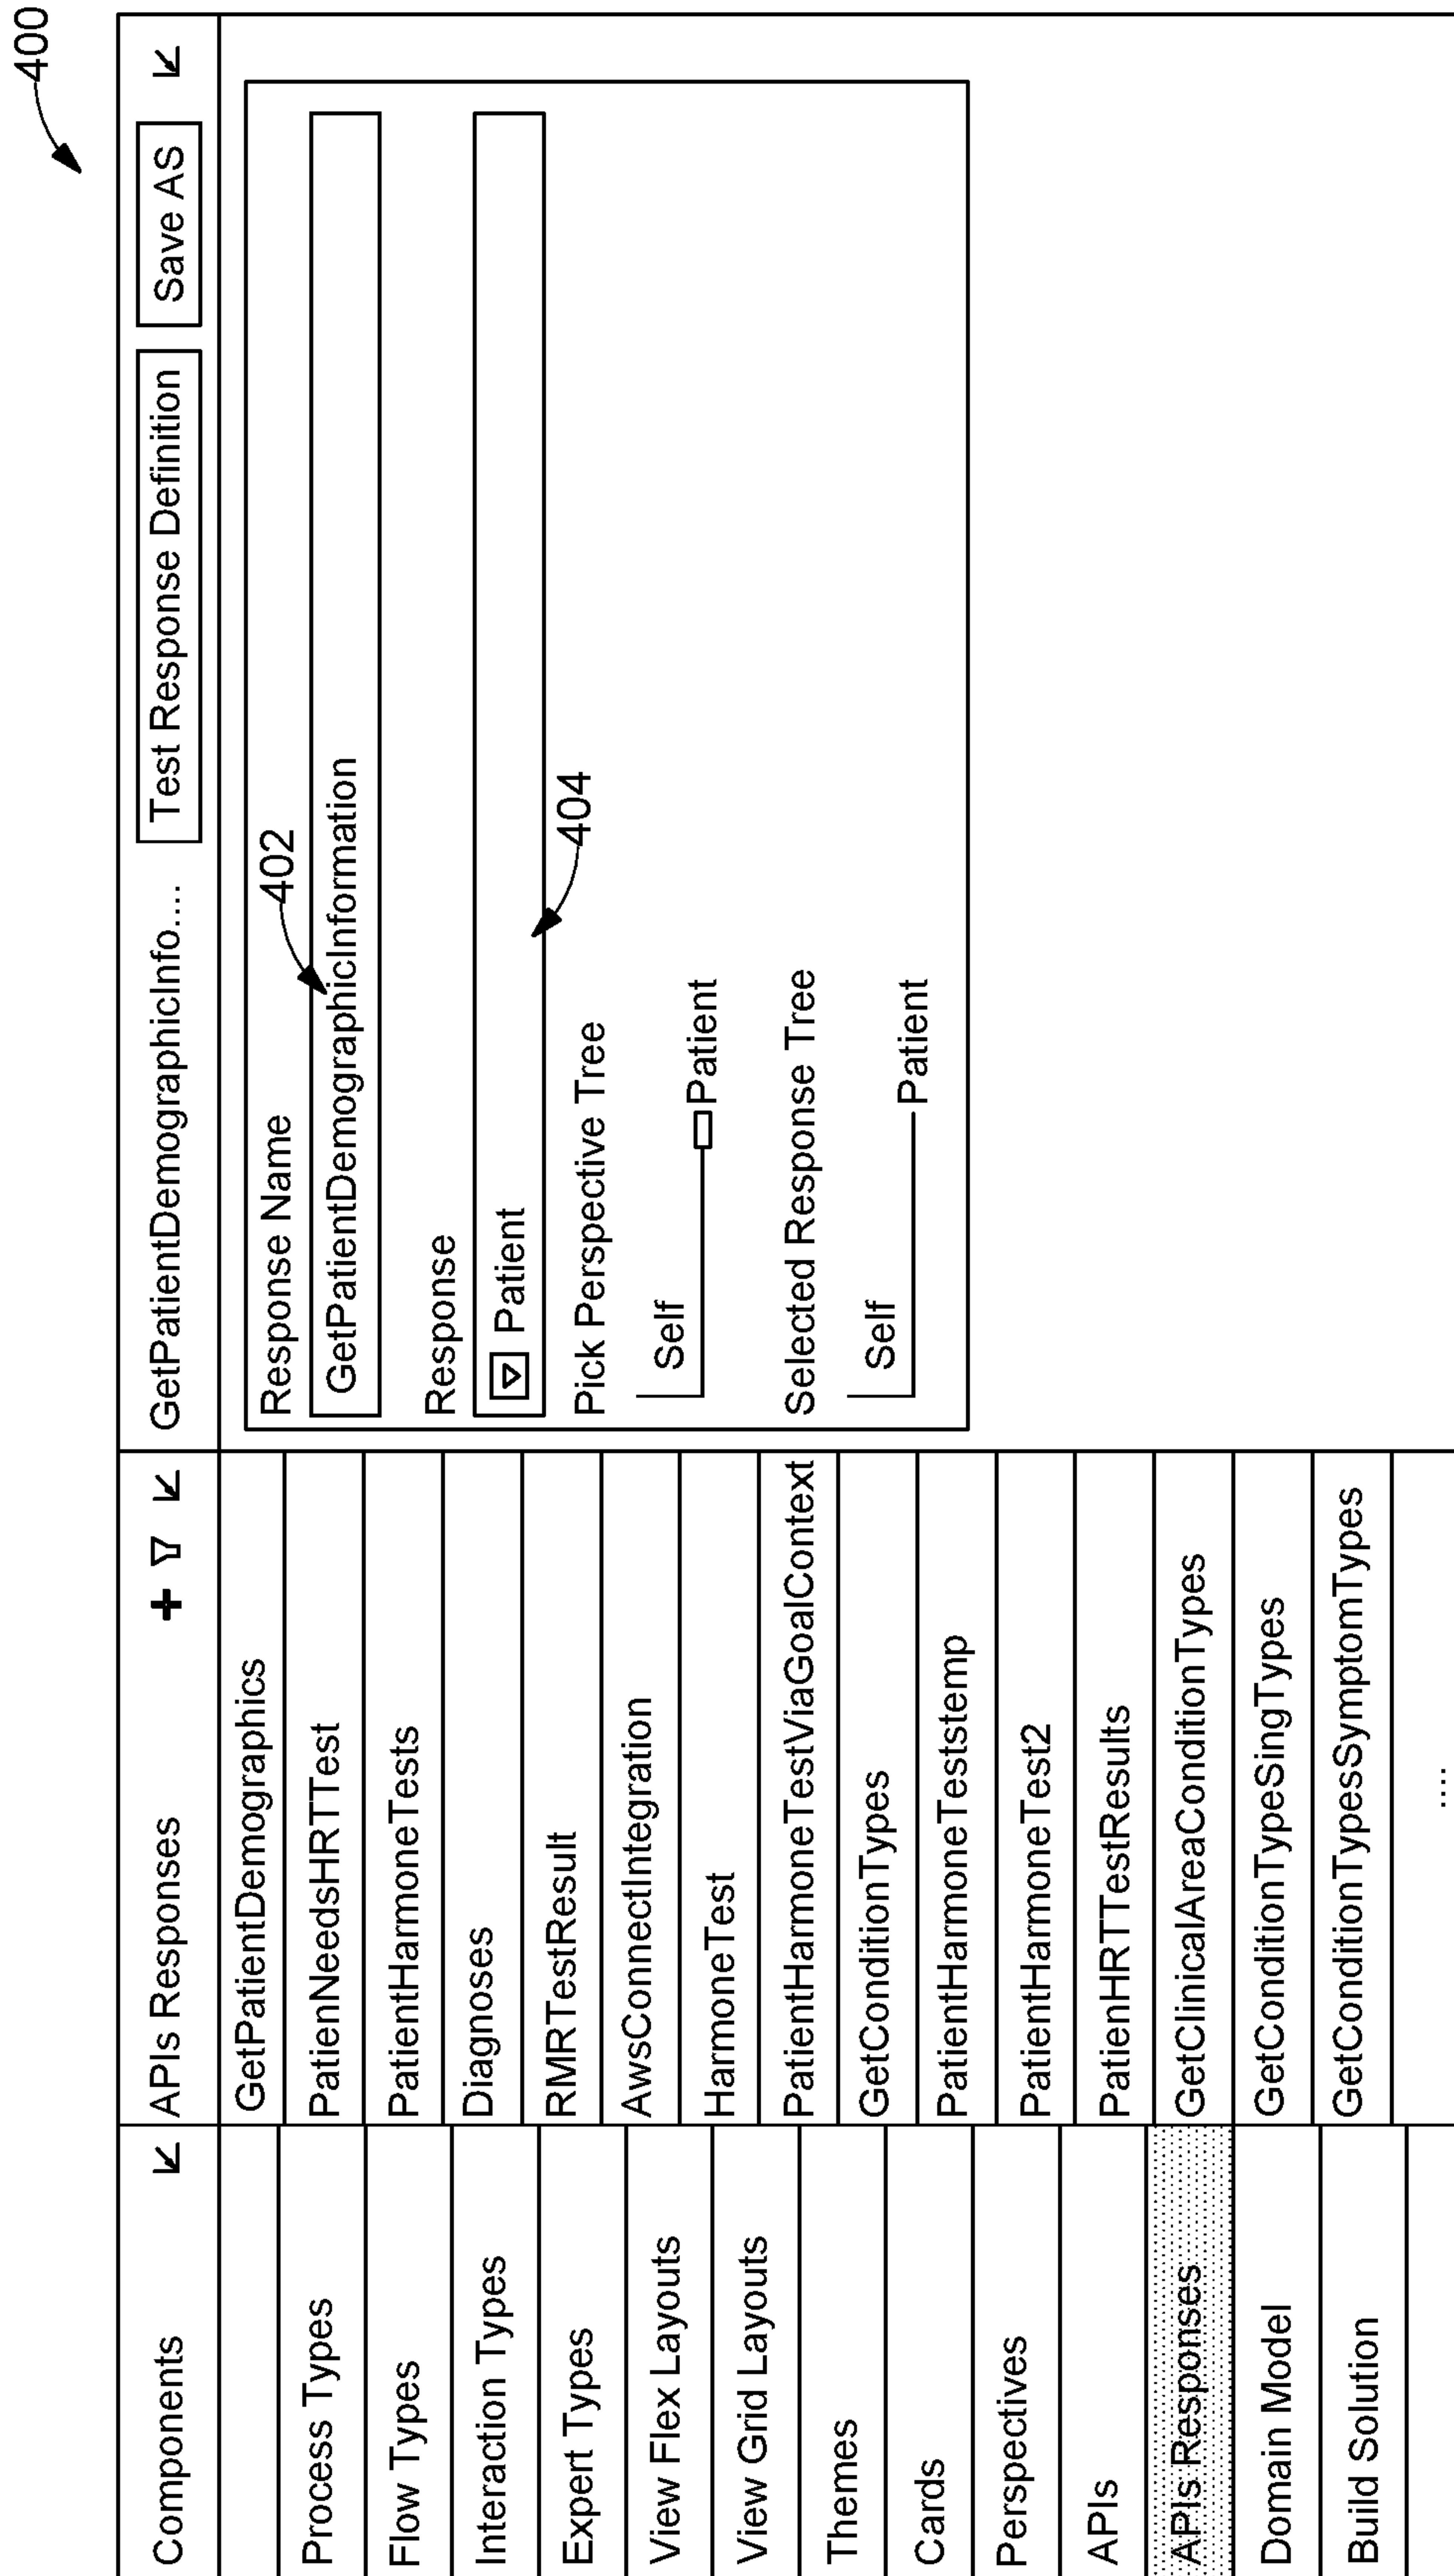 400
Components
Process Types
Flow Types
Interaction Types
Expert Types
View Flex Layouts
View Grid Layouts
Themes
Cards
Perspectives
APIs
APIs Responses
Domain Model
Build Solution
APIs Responses
GetPatientDemographics
PatienNeedsHRTTest
PatientHarmoneTests
Diagnoses
RMRTestResult
AwsConnectIntegration
HarmoneTest
PatientHarmoneTestViaGoalContext
GetConditionTypes
PatientHarmoneTeststemp
PatientHarmoneTest2
PatienHRTTestResults
GetClinicalAreaConditionTypes
GetConditionTypeSingTypes
GetConditionTypesSymptomTypes
....
GetPatientDemographicInfo.... Test Response Definition Save AS
Response Name
402
GetPatientDemographicInformation
Response
Patient
404
Pick Perspective Tree
Self
Patient
Selected Response Tree
Self
Patient